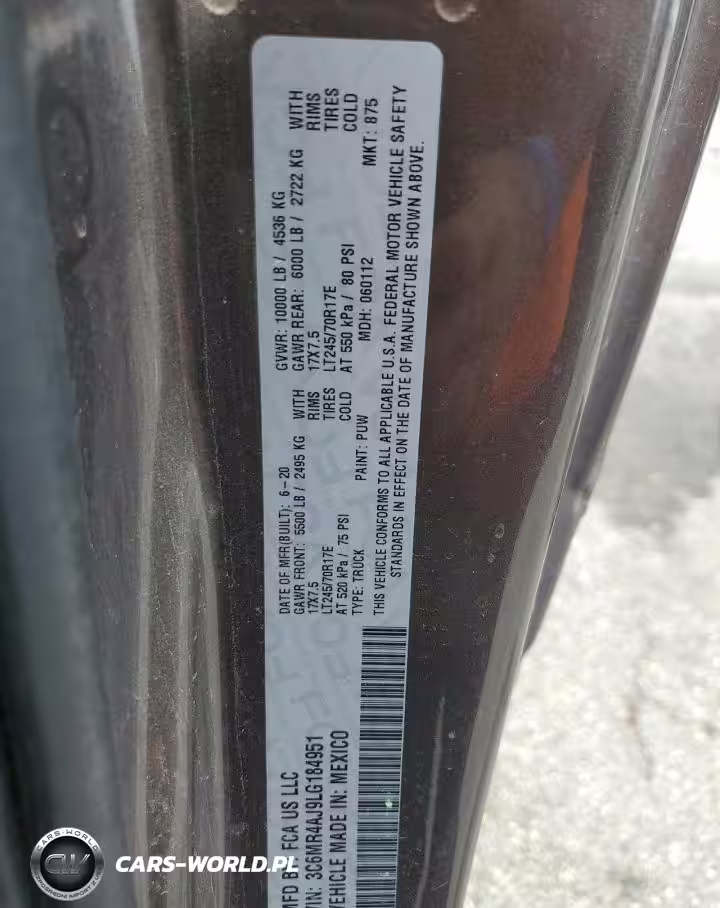 MFD BY: FCA US LLC
VIN: 3C6MR4AJ9LG184951
VEHICLE MADE IN: MEXICO
DATE OF MFR(BUILT): 6-20
GAWR FRONT: 5500 LB / 2495 KG WITH
17X7.5 RIMS
LT245/70R17E TIRES
AT 520 kPa / 75 PSI COLD
TYPE: TRUCK PAINT: PUW
GVWR: 10000 LB / 4536 KG
GAWR REAR: 6000 LB / 2722 KG WITH
17X7.5 RIMS
LT245/70R17E TIRES
AT 550 kPa / 80 PSI COLD
MDH: 060112 MKT: 875
THIS VEHICLE CONFORMS TO ALL APPLICABLE U.S.A. FEDERAL MOTOR VEHICLE SAFETY
STANDARDS IN EFFECT ON THE DATE OF MANUFACTURE SHOWN ABOVE.
CW
CARS-WORLD.PL